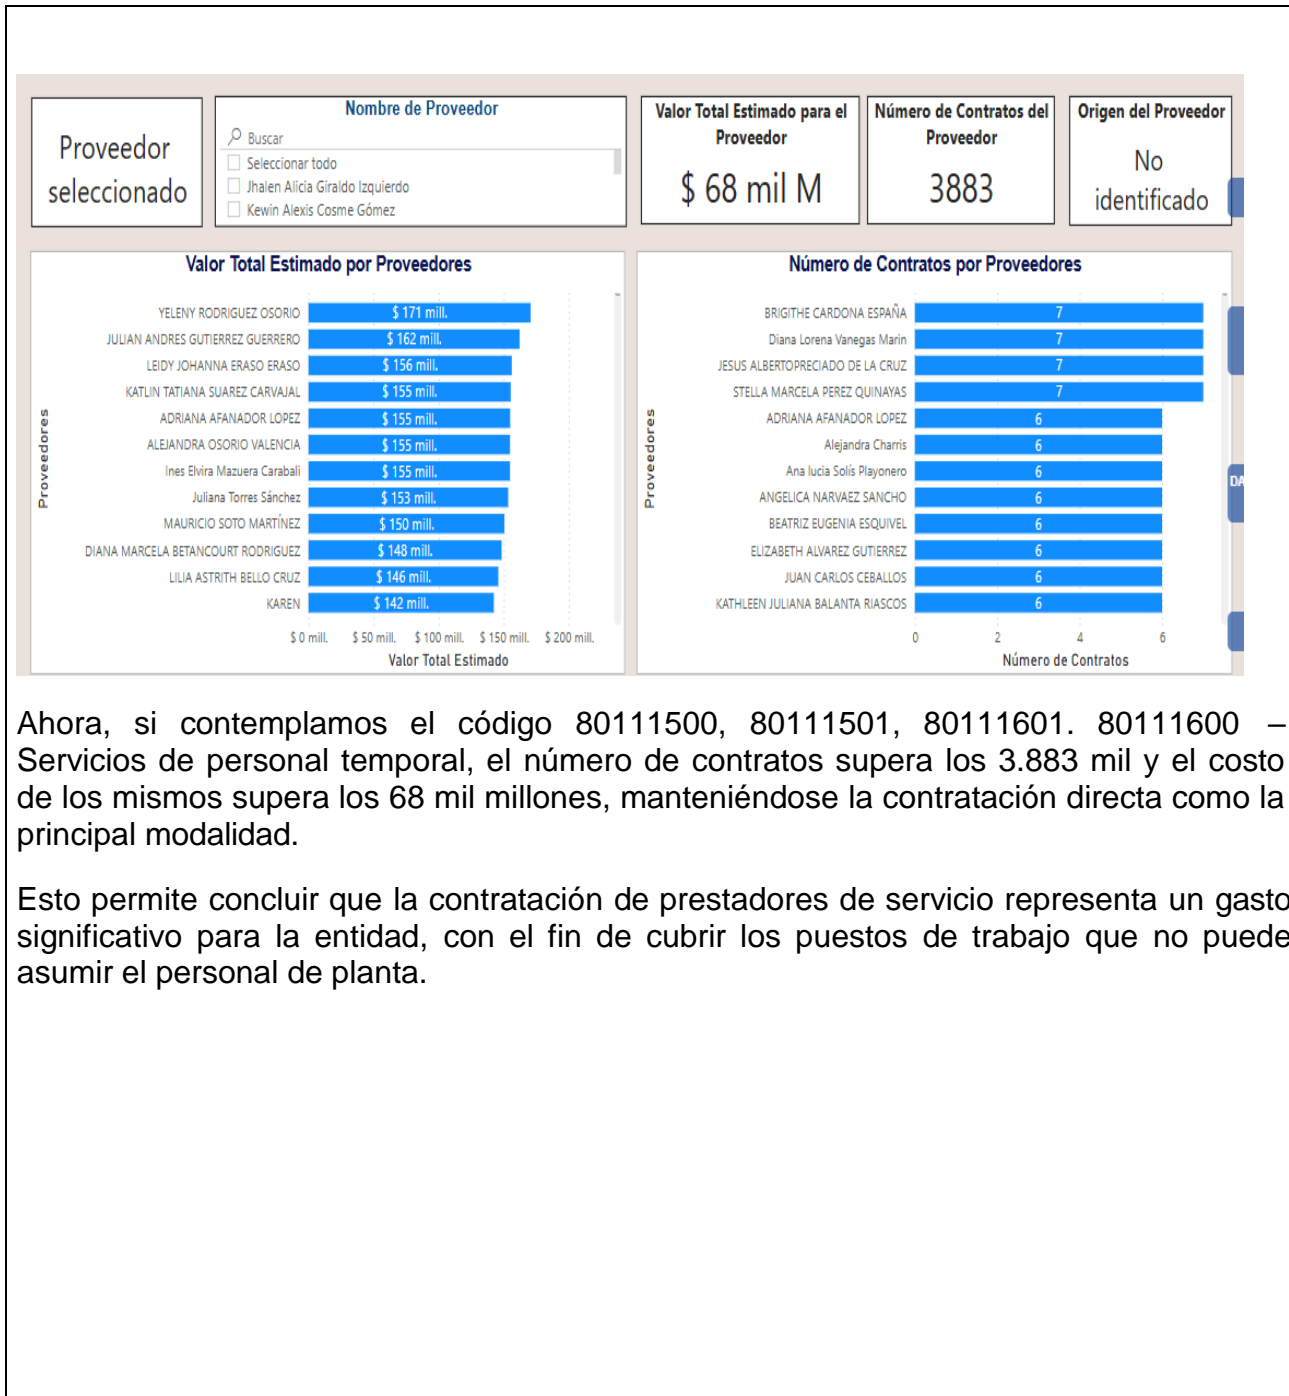 Proveedor
seleccionado
Nombre de Proveedor
Buscar
Seleccionar todo
Jhalen Alicia Giraldo Izquierdo
Kewin Alexis Cosme Gómez
Valor Total Estimado para el
Proveedor
$ 68 mil M
Número de Contratos del
Proveedor
3883
Origen del Proveedor
No
identificado
Valor Total Estimado por Proveedores
Proveedores
YELENY RODRIGUEZ OSORIO $ 171 mill.
JULIAN ANDRES GUTIERREZ GUERRERO $ 162 mill.
LEIDY JOHANNA ERASO ERASO $ 156 mill.
KATLIN TATIANA SUAREZ CARVAJAL $ 155 mill.
ADRIANA AFANADOR LOPEZ $ 155 mill.
ALEJANDRA OSORIO VALENCIA $ 155 mill.
Ines Elvira Mazuera Carabali $ 155 mill.
Juliana Torres Sánchez $ 153 mill.
MAURICIO SOTO MARTÍNEZ $ 150 mill.
DIANA MARCELA BETANCOURT RODRIGUEZ $ 148 mill.
LILIA ASTRITH BELLO CRUZ $ 146 mill.
KAREN $ 142 mill.
$ 0 mill. $ 50 mill. $ 100 mill. $ 150 mill. $ 200 mill.
Valor Total Estimado
Número de Contratos por Proveedores
Proveedores
BRIGITHE CARDONA ESPAÑA 7
Diana Lorena Vanegas Marin 7
JESUS ALBERTOPRECIADO DE LA CRUZ 7
STELLA MARCELA PEREZ QUINAYAS 7
ADRIANA AFANADOR LOPEZ 6
Alejandra Charris 6
Ana lucia Solís Playonero 6
ANGELICA NARVAEZ SANCHO 6
BEATRIZ EUGENIA ESQUIVEL 6
ELIZABETH ALVAREZ GUTIERREZ 6
JUAN CARLOS CEBALLOS 6
KATHLEEN JULIANA BALANTA RIASCOS 6
0 2 4 6
Número de Contratos
DA
Ahora, si contemplamos el código 80111500, 80111501, 80111601. 80111600 –
Servicios de personal temporal, el número de contratos supera los 3.883 mil y el costo
de los mismos supera los 68 mil millones, manteniéndose la contratación directa como la
principal modalidad.
Esto permite concluir que la contratación de prestadores de servicio representa un gasto
significativo para la entidad, con el fin de cubrir los puestos de trabajo que no puede
asumir el personal de planta.